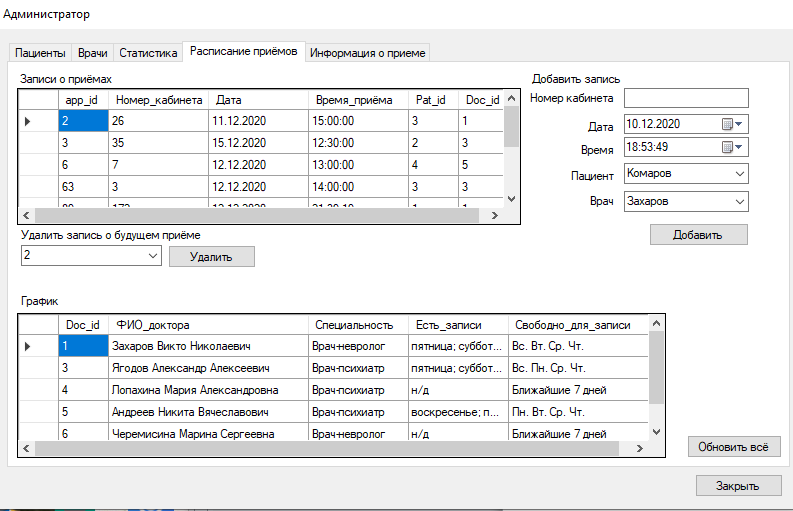 Администратор
Пациенты Врачи Статистика Расписание приёмов Информация о приеме
Записи о приёмах
app_id Номер_кабинета Дата Время_приёма Pat_id Doc_id
2 26 11.12.2020 15:00:00 3 1
3 35 15.12.2020 12:30:00 2 3
6 7 12.12.2020 13:00:00 4 5
63 3 12.12.2020 14:00:00 3 3
Добавить запись
Номер кабинета
Дата 10.12.2020
Время 18:53:49
Пациент Комаров
Врач Захаров
Добавить
Удалить запись о будущем приёме
2 Удалить
График
Doc_id ФИО_доктора Специальность Есть_записи Свободно_для_записи
1 Захаров Викто Николаевич Врач-невролог пятница; суббот... Вс. Вт. Ср. Чт.
3 Ягодов Александр Алексеевич Врач-психиатр пятница; суббот... Вс. Пн. Ср. Чт.
4 Лопахина Мария Александровна Врач-психиатр н/д Ближайшие 7 дней
5 Андреев Никита Вячеславович Врач-психиатр воскресенье; п... Пн. Вт. Ср. Чт.
6 Черемисина Марина Сергеевна Врач-невролог н/д Ближайшие 7 дней
Обновить всё
Закрыть